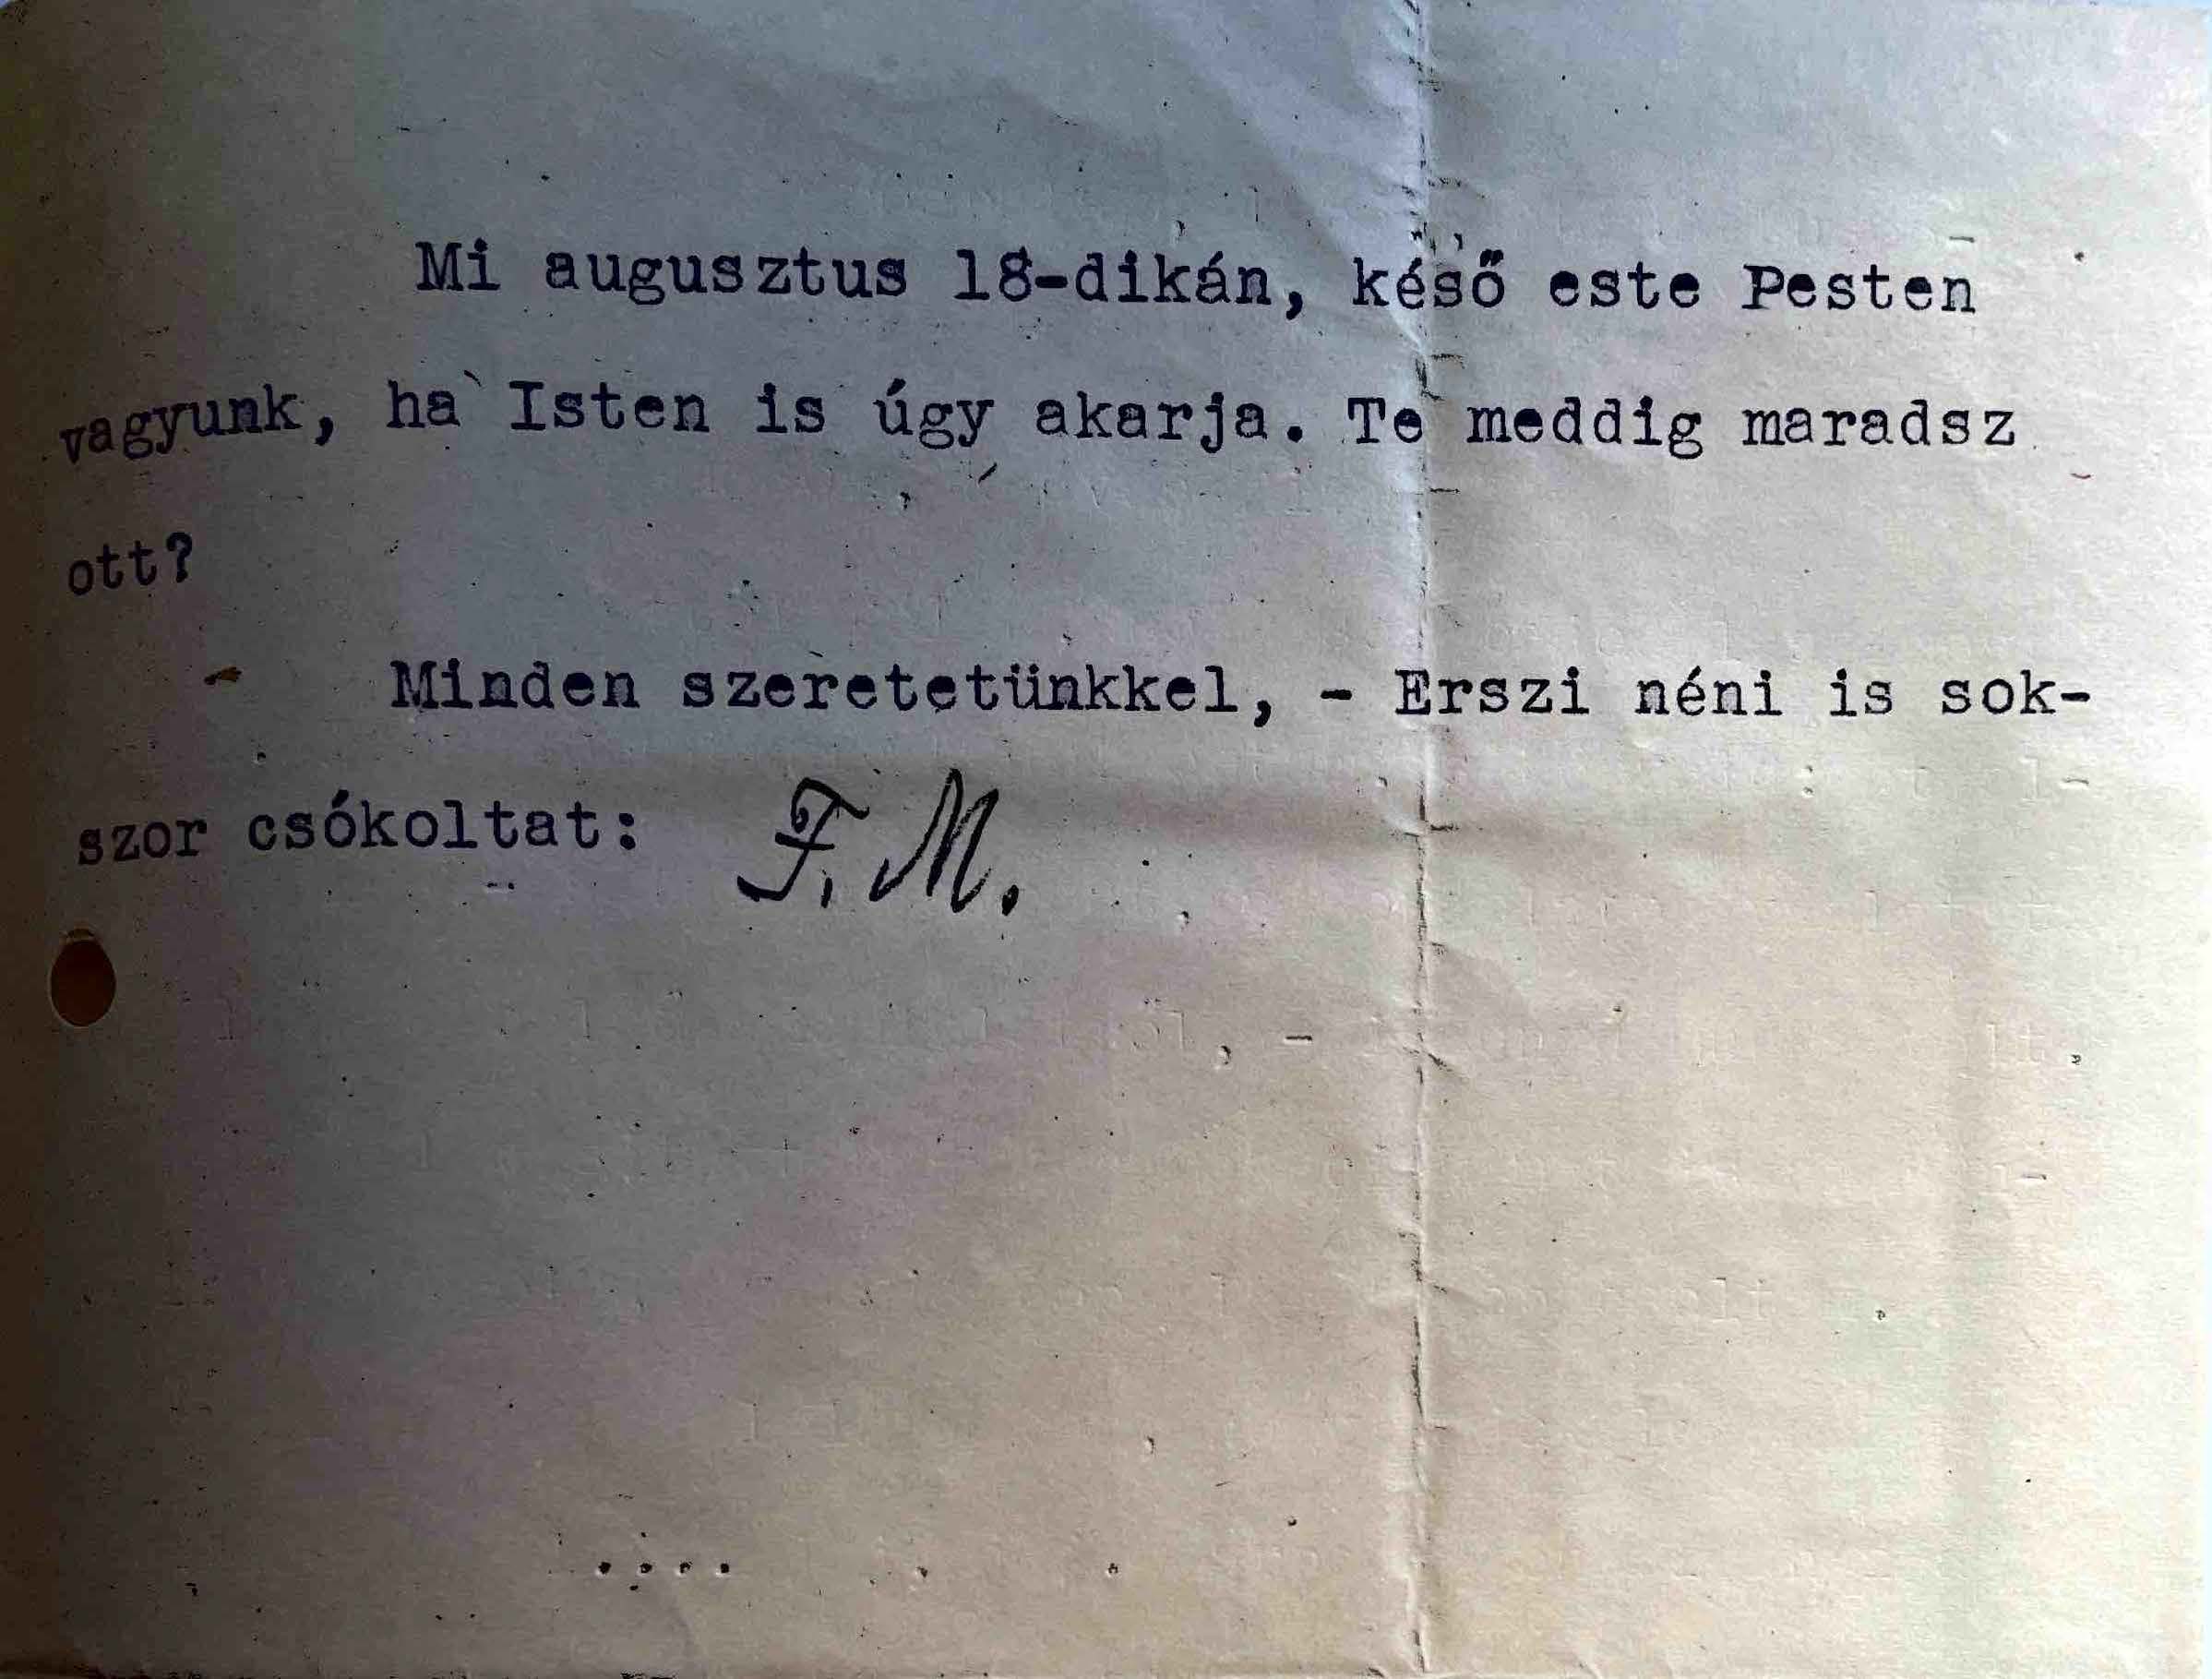 Mi augusztus 18-dikán, késő este Pesten
vagyunk, ha Isten is úgy akarja. Te meddig maradsz
ott?
Minden szeretetünkkel, - Erszi néni is sok-
szor csókoltat: F. M.